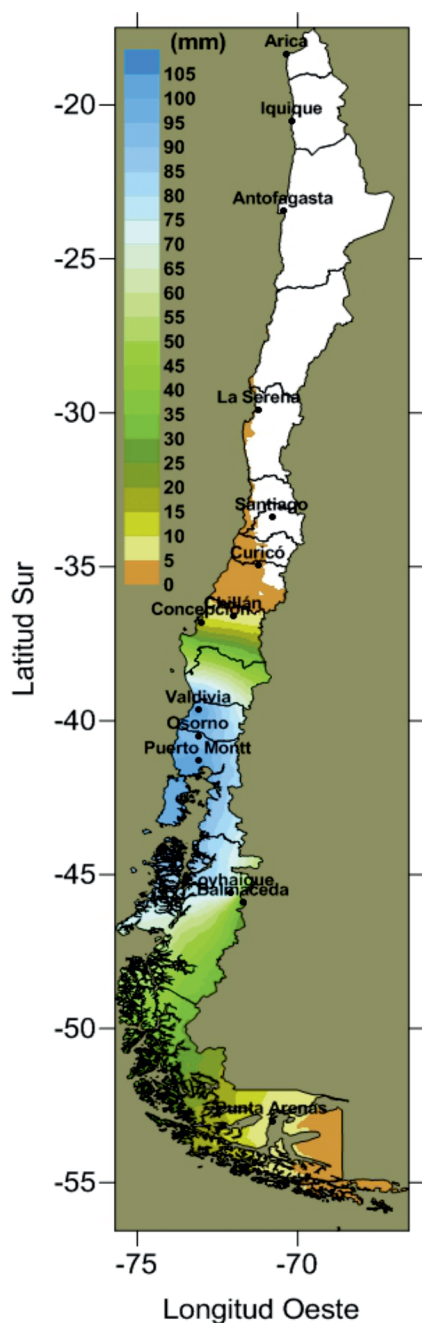 (mm)
105
100
95
90
85
80
75
70
65
60
55
50
45
40
35
30
25
20
15
10
5
0
Arica
Iquique
Antofagasta
La Serena
Santiago
Curicó
Chillán
Concepción
Valdivia
Osorno
Puerto Montt
Coyhaique
Balmaceda
Punta Arenas
-20
-25
-30
-35
-40
-45
-50
-55
Latitud Sur
-75
-70
Longitud Oeste